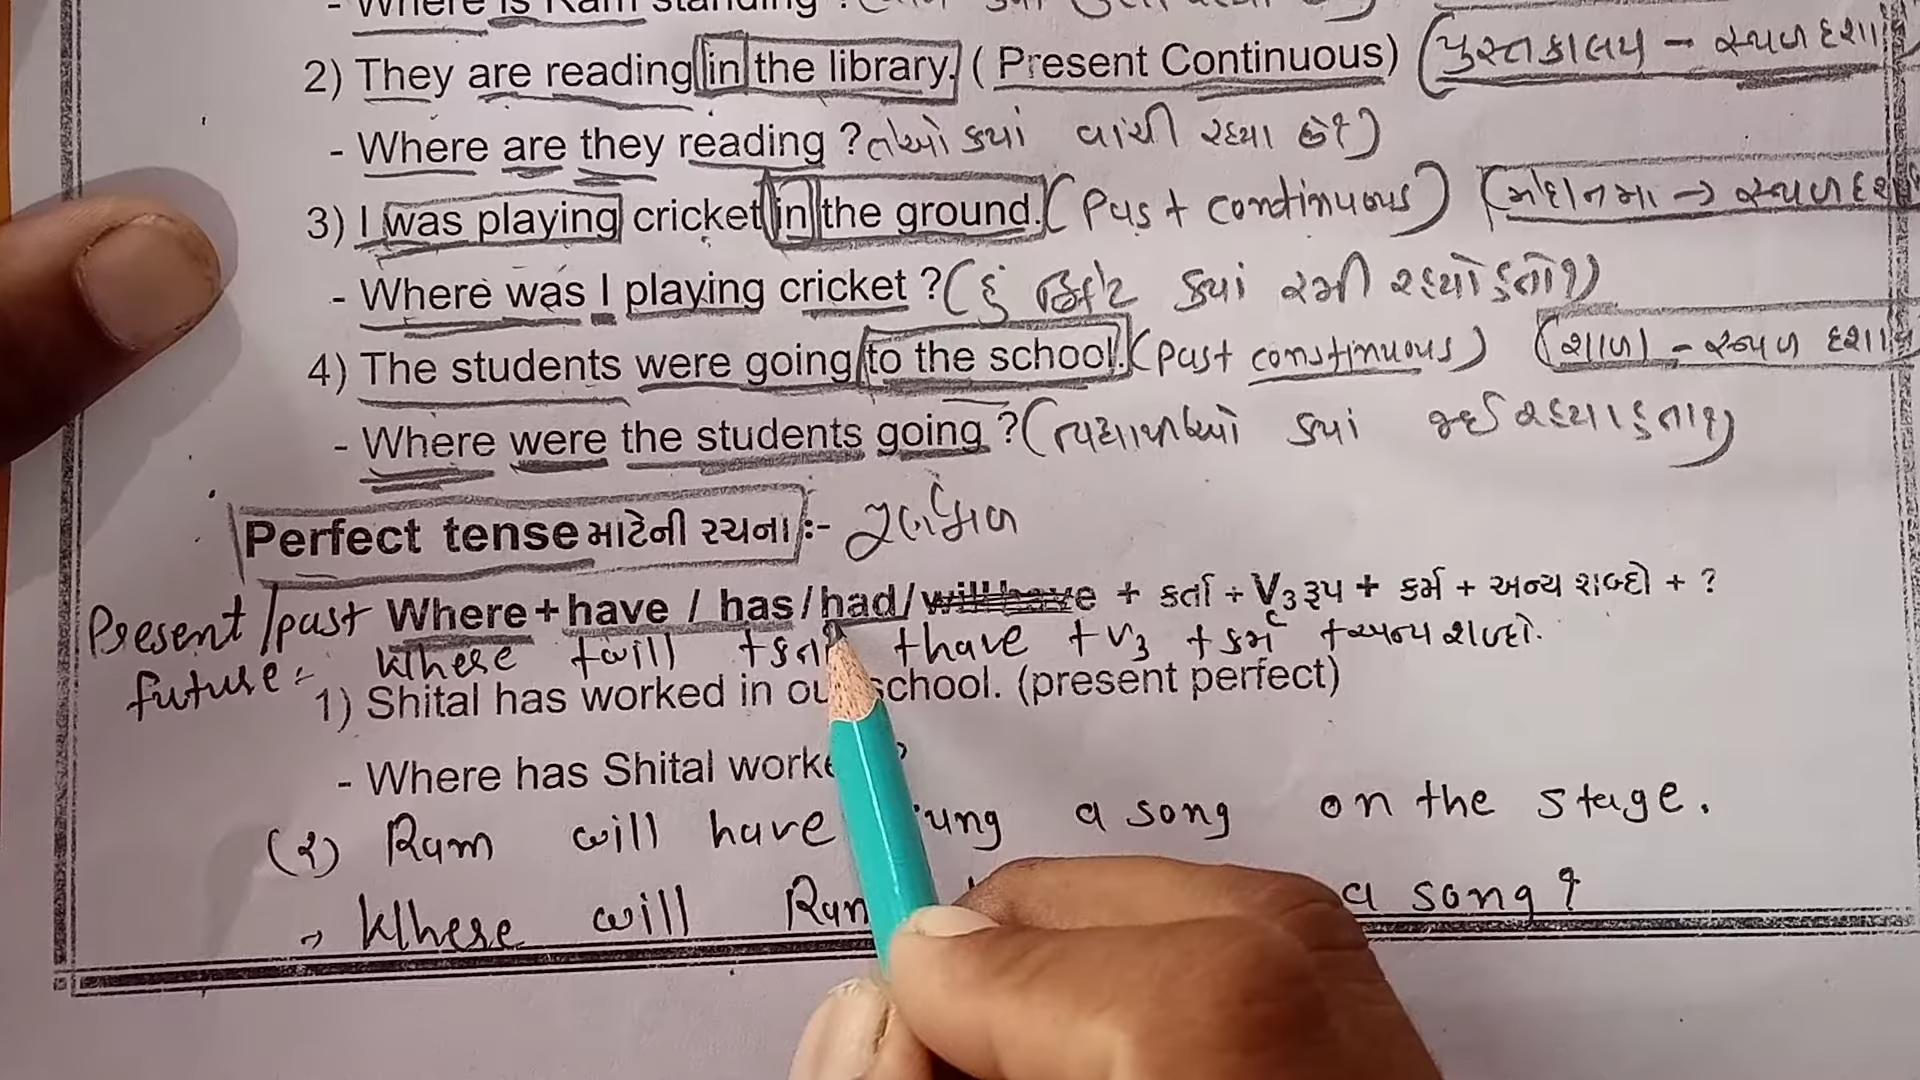 - Where is Ram standing ?
2) They are reading in the library. ( Present Continuous) (પુસ્તકાલય - સ્થળ દર્શા
- Where are they reading ? તેઓ ક્યાં વાંચી રહ્યા છે?)
3) I was playing cricket in the ground. (Past continuous) (મેદાનમા → સ્થળ દર્શા
- Where was I playing cricket ? (હું ક્રિકેટ ક્યાં રમી રહ્યો હતો?)
4) The students were going to the school. (Past constinuous) (શાળા - સ્થળ દર્શા
- Where were the students going ? ( ક્યાં જઈ રહ્યા હતા?)
Perfect tense માટેની રચના :- પૂર્ણકાળ
Present / past Where + have / has / had / will have + કર્તા + V3 રૂપ + કર્મ + અન્ય શબ્દો + ?
future :- Where + will + કર્તા + have + V3 + કર્મ + અન્ય શબ્દો.
1) Shital has worked in school. (present perfect)
- Where has Shital
(૨) Ram will have a song on the stage.
→ Where will a song?